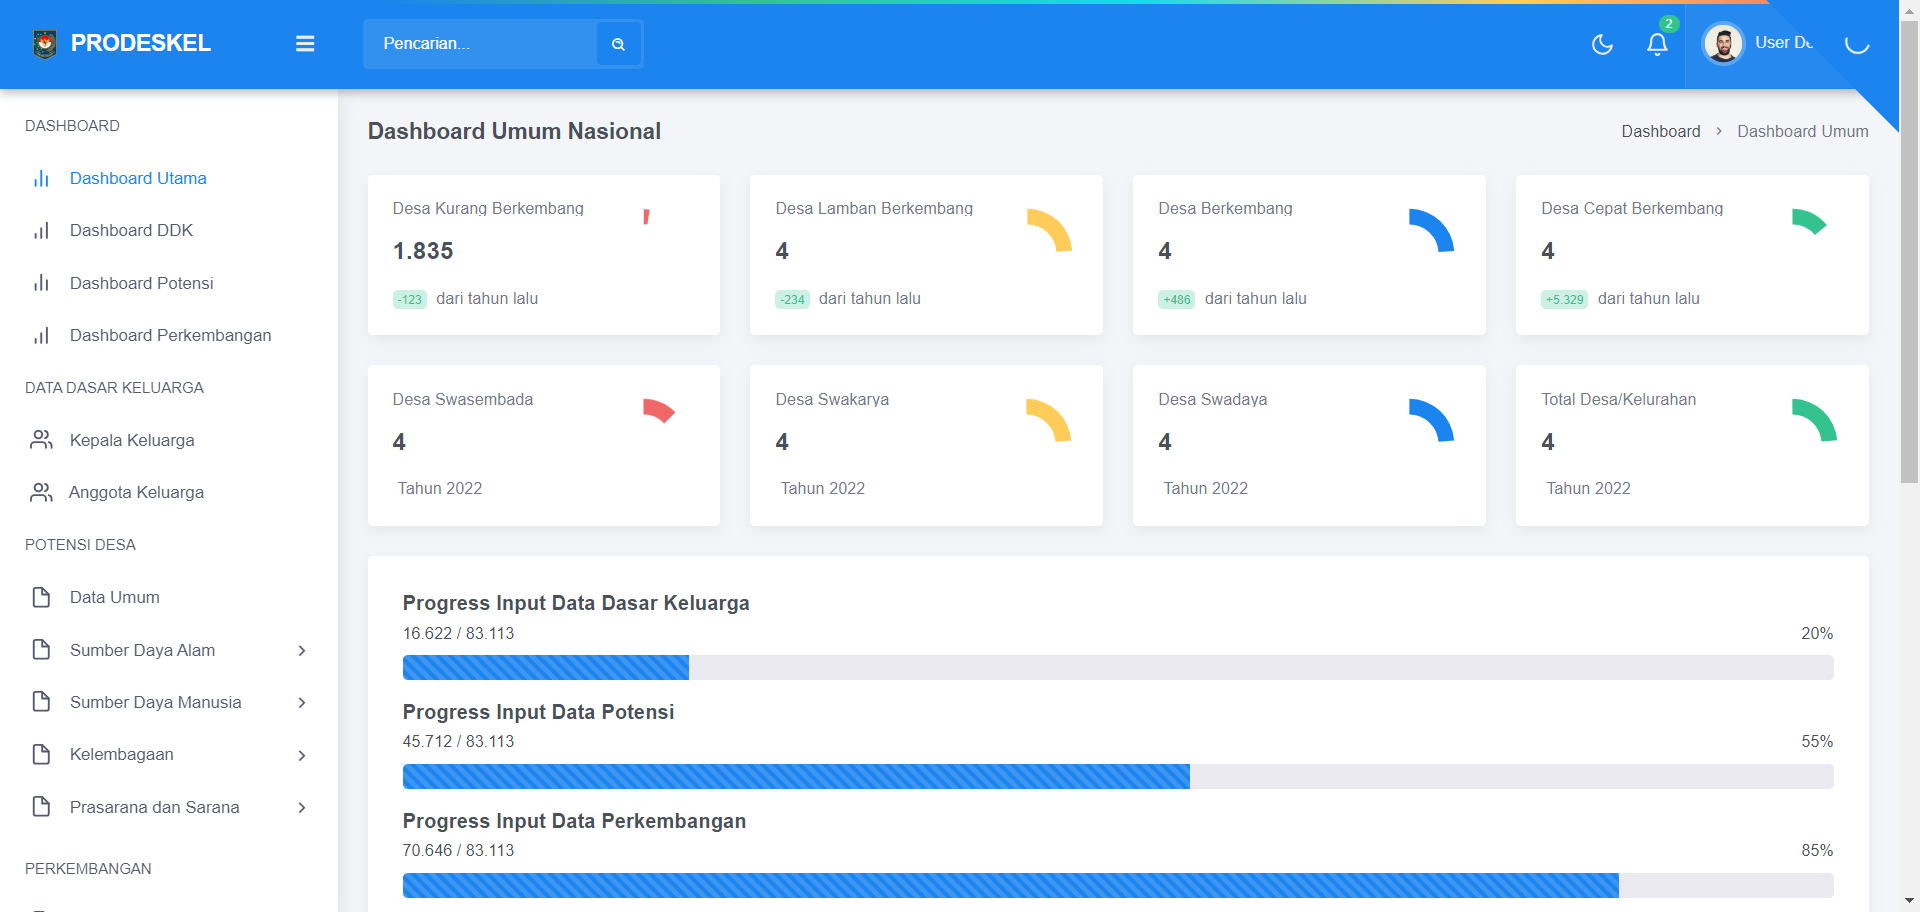 PRODESKEL
Pencarian...
2
User De
DASHBOARD
Dashboard Utama
Dashboard DDK
Dashboard Potensi
Dashboard Perkembangan
DATA DASAR KELUARGA
Kepala Keluarga
Anggota Keluarga
POTENSI DESA
Data Umum
Sumber Daya Alam
Sumber Daya Manusia
Kelembagaan
Prasarana dan Sarana
PERKEMBANGAN
Dashboard Umum Nasional
Dashboard > Dashboard Umum
Desa Kurang Berkembang
1.835
-123 dari tahun lalu
Desa Lamban Berkembang
4
-234 dari tahun lalu
Desa Berkembang
4
+486 dari tahun lalu
Desa Cepat Berkembang
4
+5.329 dari tahun lalu
Desa Swasembada
4
Tahun 2022
Desa Swakarya
4
Tahun 2022
Desa Swadaya
4
Tahun 2022
Total Desa/Kelurahan
4
Tahun 2022
Progress Input Data Dasar Keluarga
16.622 / 83.113 20%
Progress Input Data Potensi
45.712 / 83.113 55%
Progress Input Data Perkembangan
70.646 / 83.113 85%